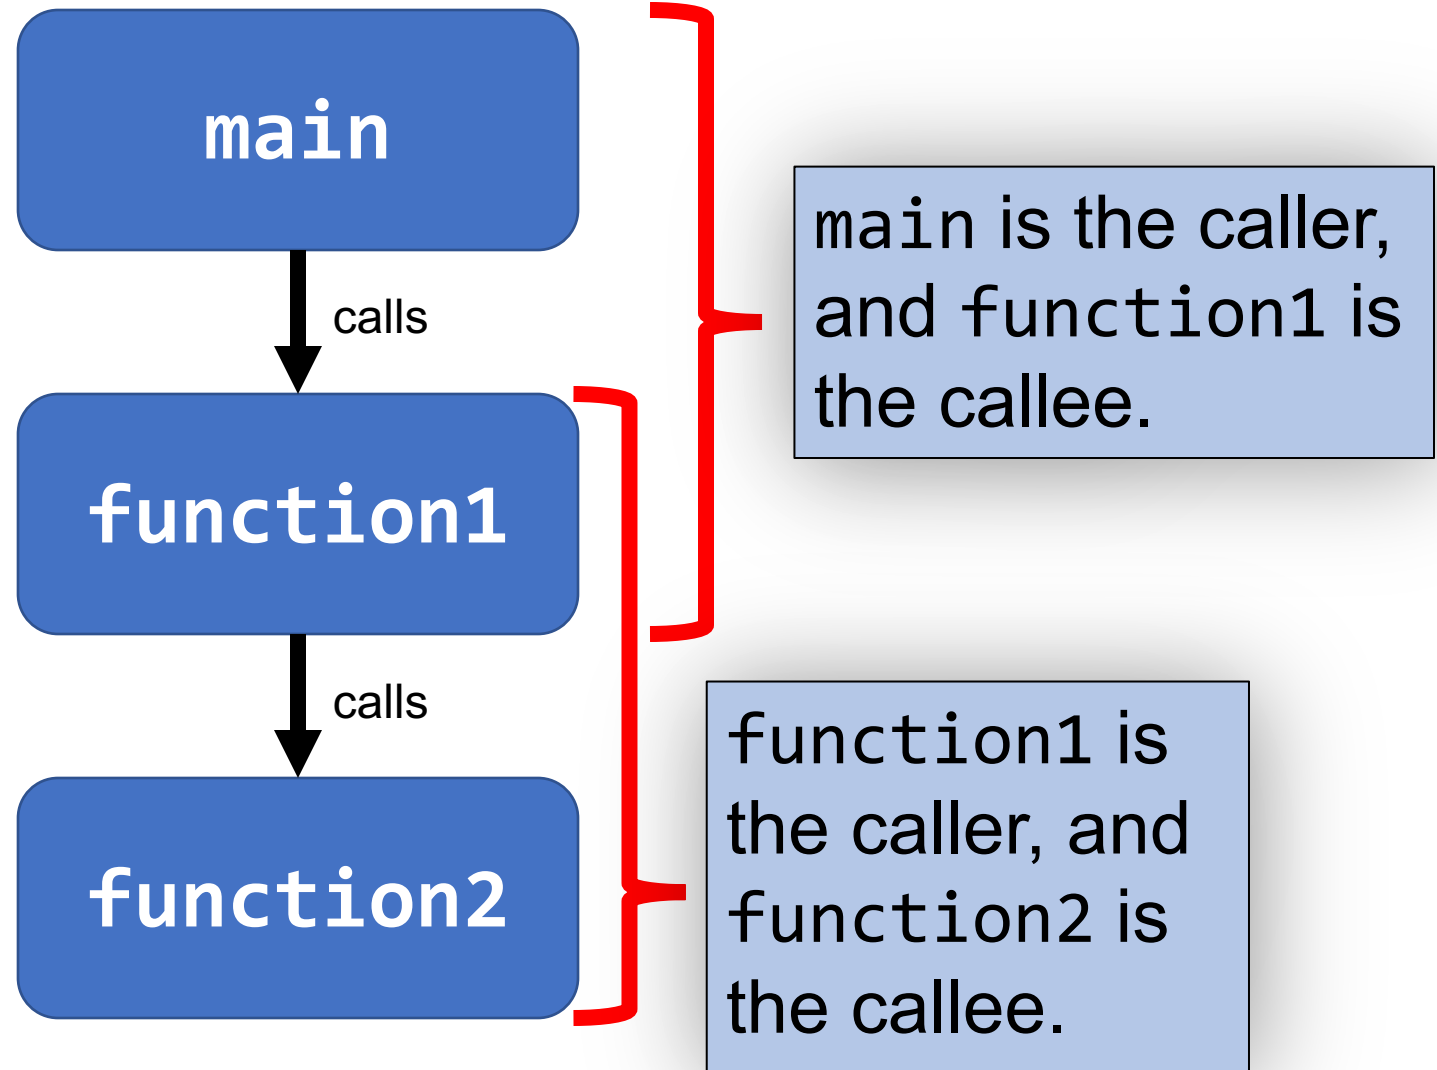 main
calls
function1
calls
function2
main is the caller,
and function1 is
the callee.
function1 is
the caller, and
function2 is
the callee.